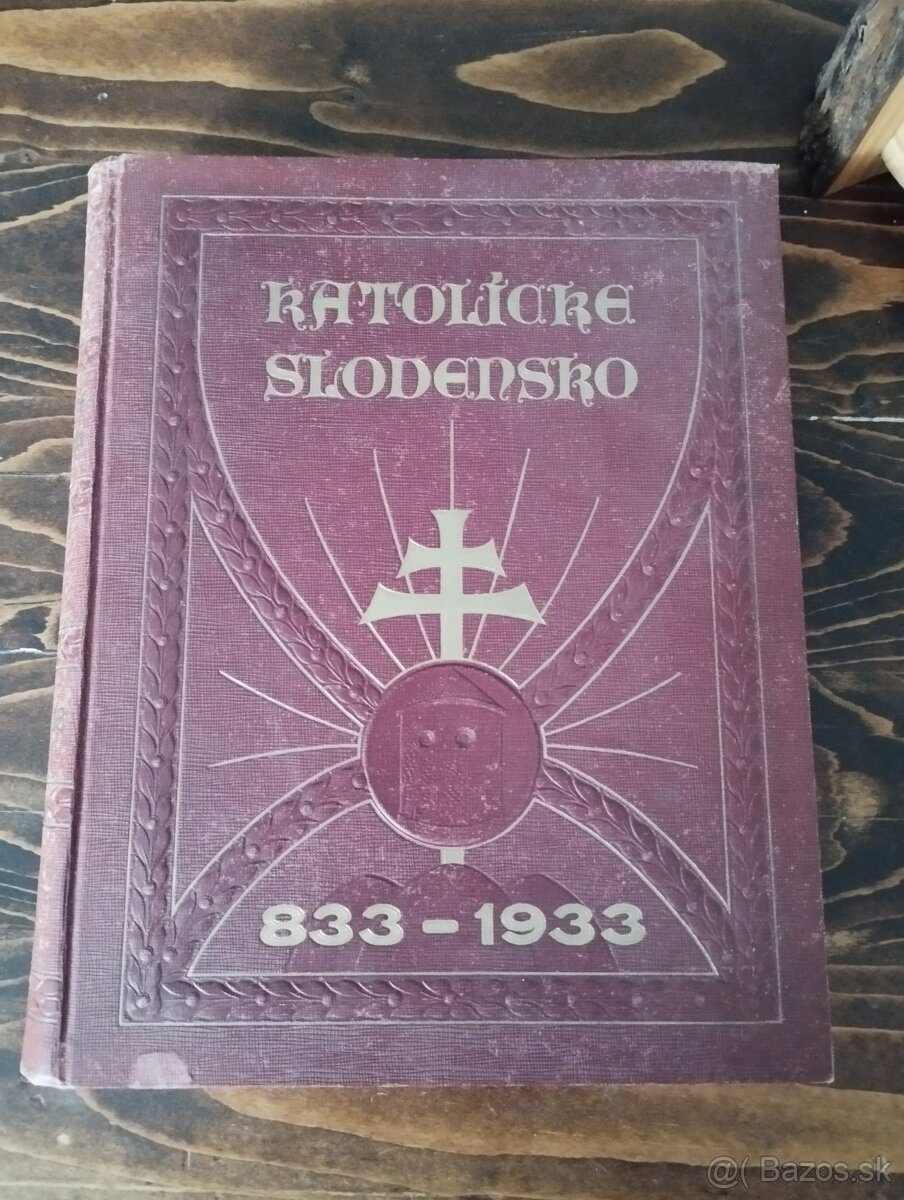 KATOLÍCKE
SLOVENSKO
833 - 1933
@( Bazos.sk